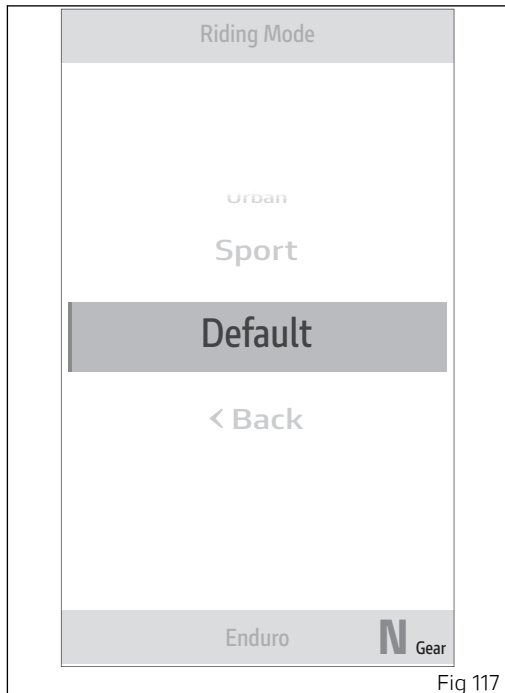 Riding Mode
Urban
Sport
Default
< Back
Enduro
N Gear
Fig 117